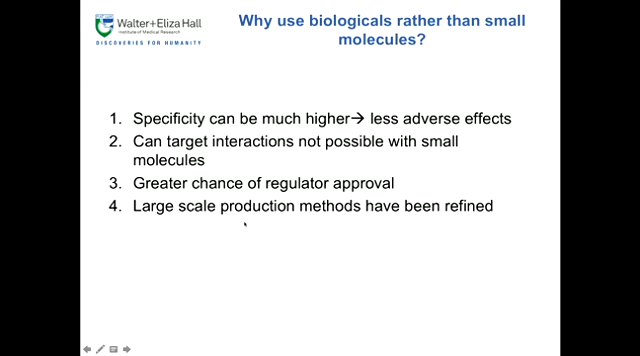 Walter+Eliza Hall
Institute of Medical Research
DISCOVERIES FOR HUMANITY
Why use biologicals rather than small
molecules?
1. Specificity can be much higher→ less adverse effects
2. Can target interactions not possible with small
molecules
3. Greater chance of regulator approval
4. Large scale production methods have been refined